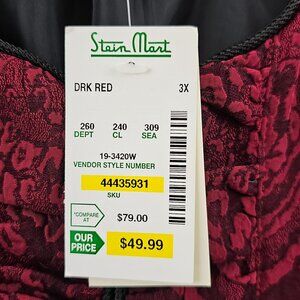 Stein Mart
DRK RED 3X
260 240 309
DEPT CL SEA
19-3420W
VENDOR STYLE NUMBER
44435931
SKU
"COMPARE AT $79.00
OUR PRICE $49.99